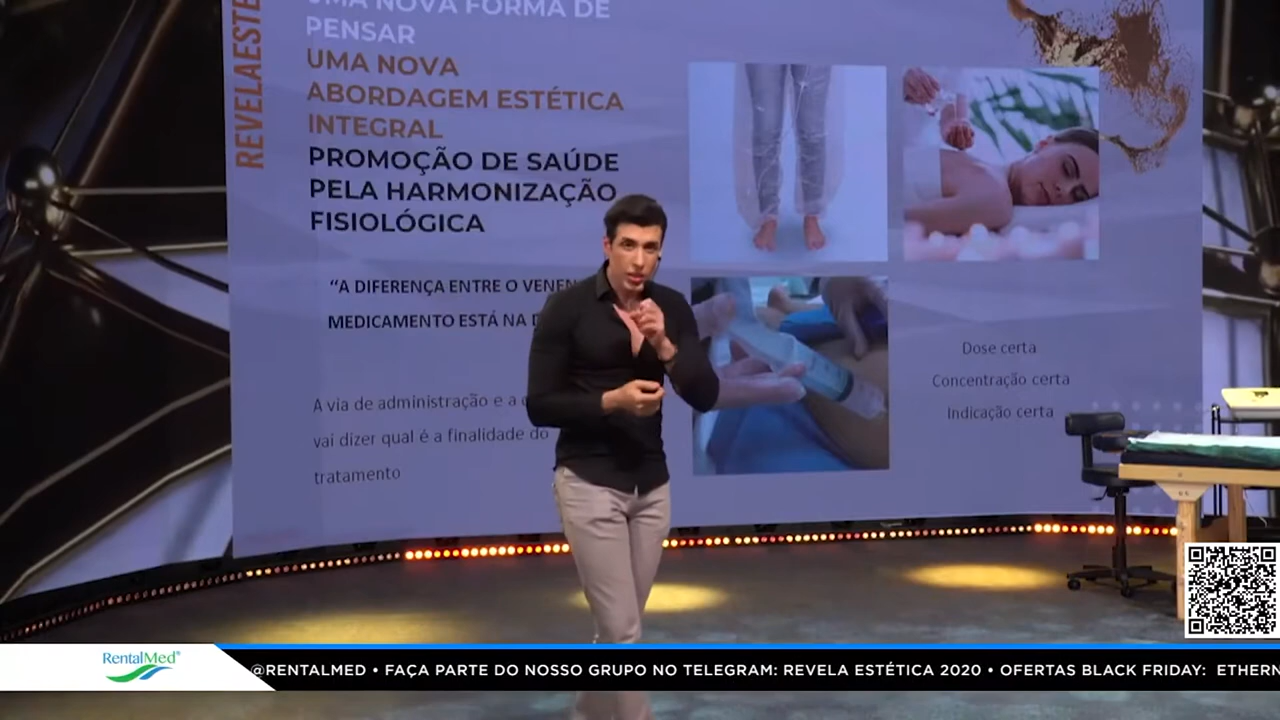 REVELAESTE
UMA NOVA FORMA DE
PENSAR
UMA NOVA
ABORDAGEM ESTÉTICA
INTEGRAL
PROMOÇÃO DE SAÚDE
PELA HARMONIZAÇÃO
FISIOLÓGICA
“A DIFERENÇA ENTRE O VENEN
MEDICAMENTO ESTÁ NA D
A via de administração e a
vai dizer qual é a finalidade do
tratamento
Dose certa
Concentração certa
Indicação certa
RentalMed®
@RENTALMED • FAÇA PARTE DO NOSSO GRUPO NO TELEGRAM: REVELA ESTÉTICA 2020 • OFERTAS BLACK FRIDAY: ETHERN